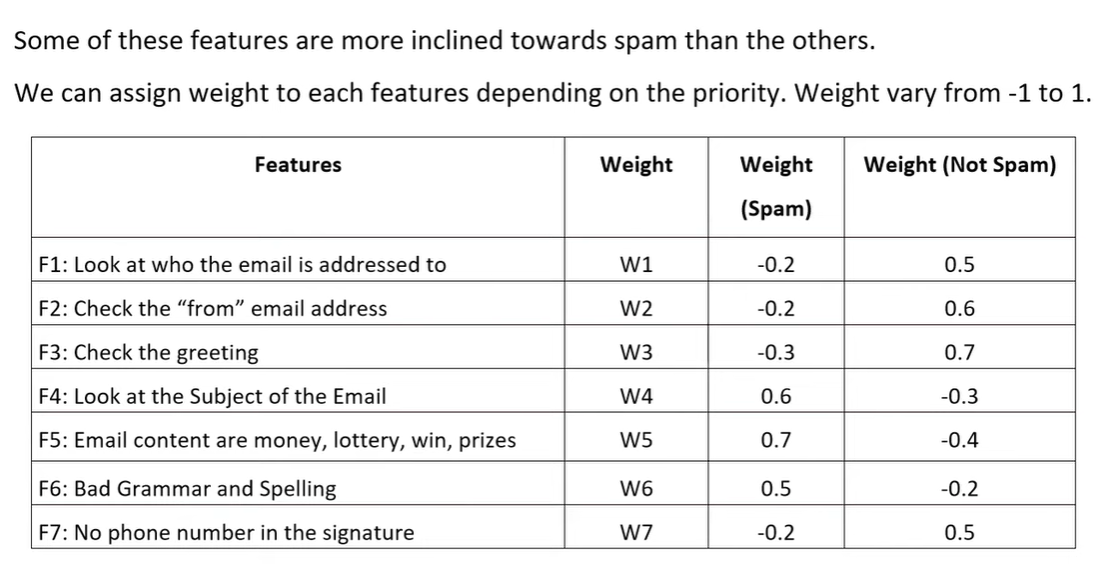 Some of these features are more inclined towards spam than the others.
We can assign weight to each features depending on the priority. Weight vary from -1 to 1.
Features Weight Weight (Spam) Weight (Not Spam)
F1: Look at who the email is addressed to W1 -0.2 0.5
F2: Check the “from” email address W2 -0.2 0.6
F3: Check the greeting W3 -0.3 0.7
F4: Look at the Subject of the Email W4 0.6 -0.3
F5: Email content are money, lottery, win, prizes W5 0.7 -0.4
F6: Bad Grammar and Spelling W6 0.5 -0.2
F7: No phone number in the signature W7 -0.2 0.5